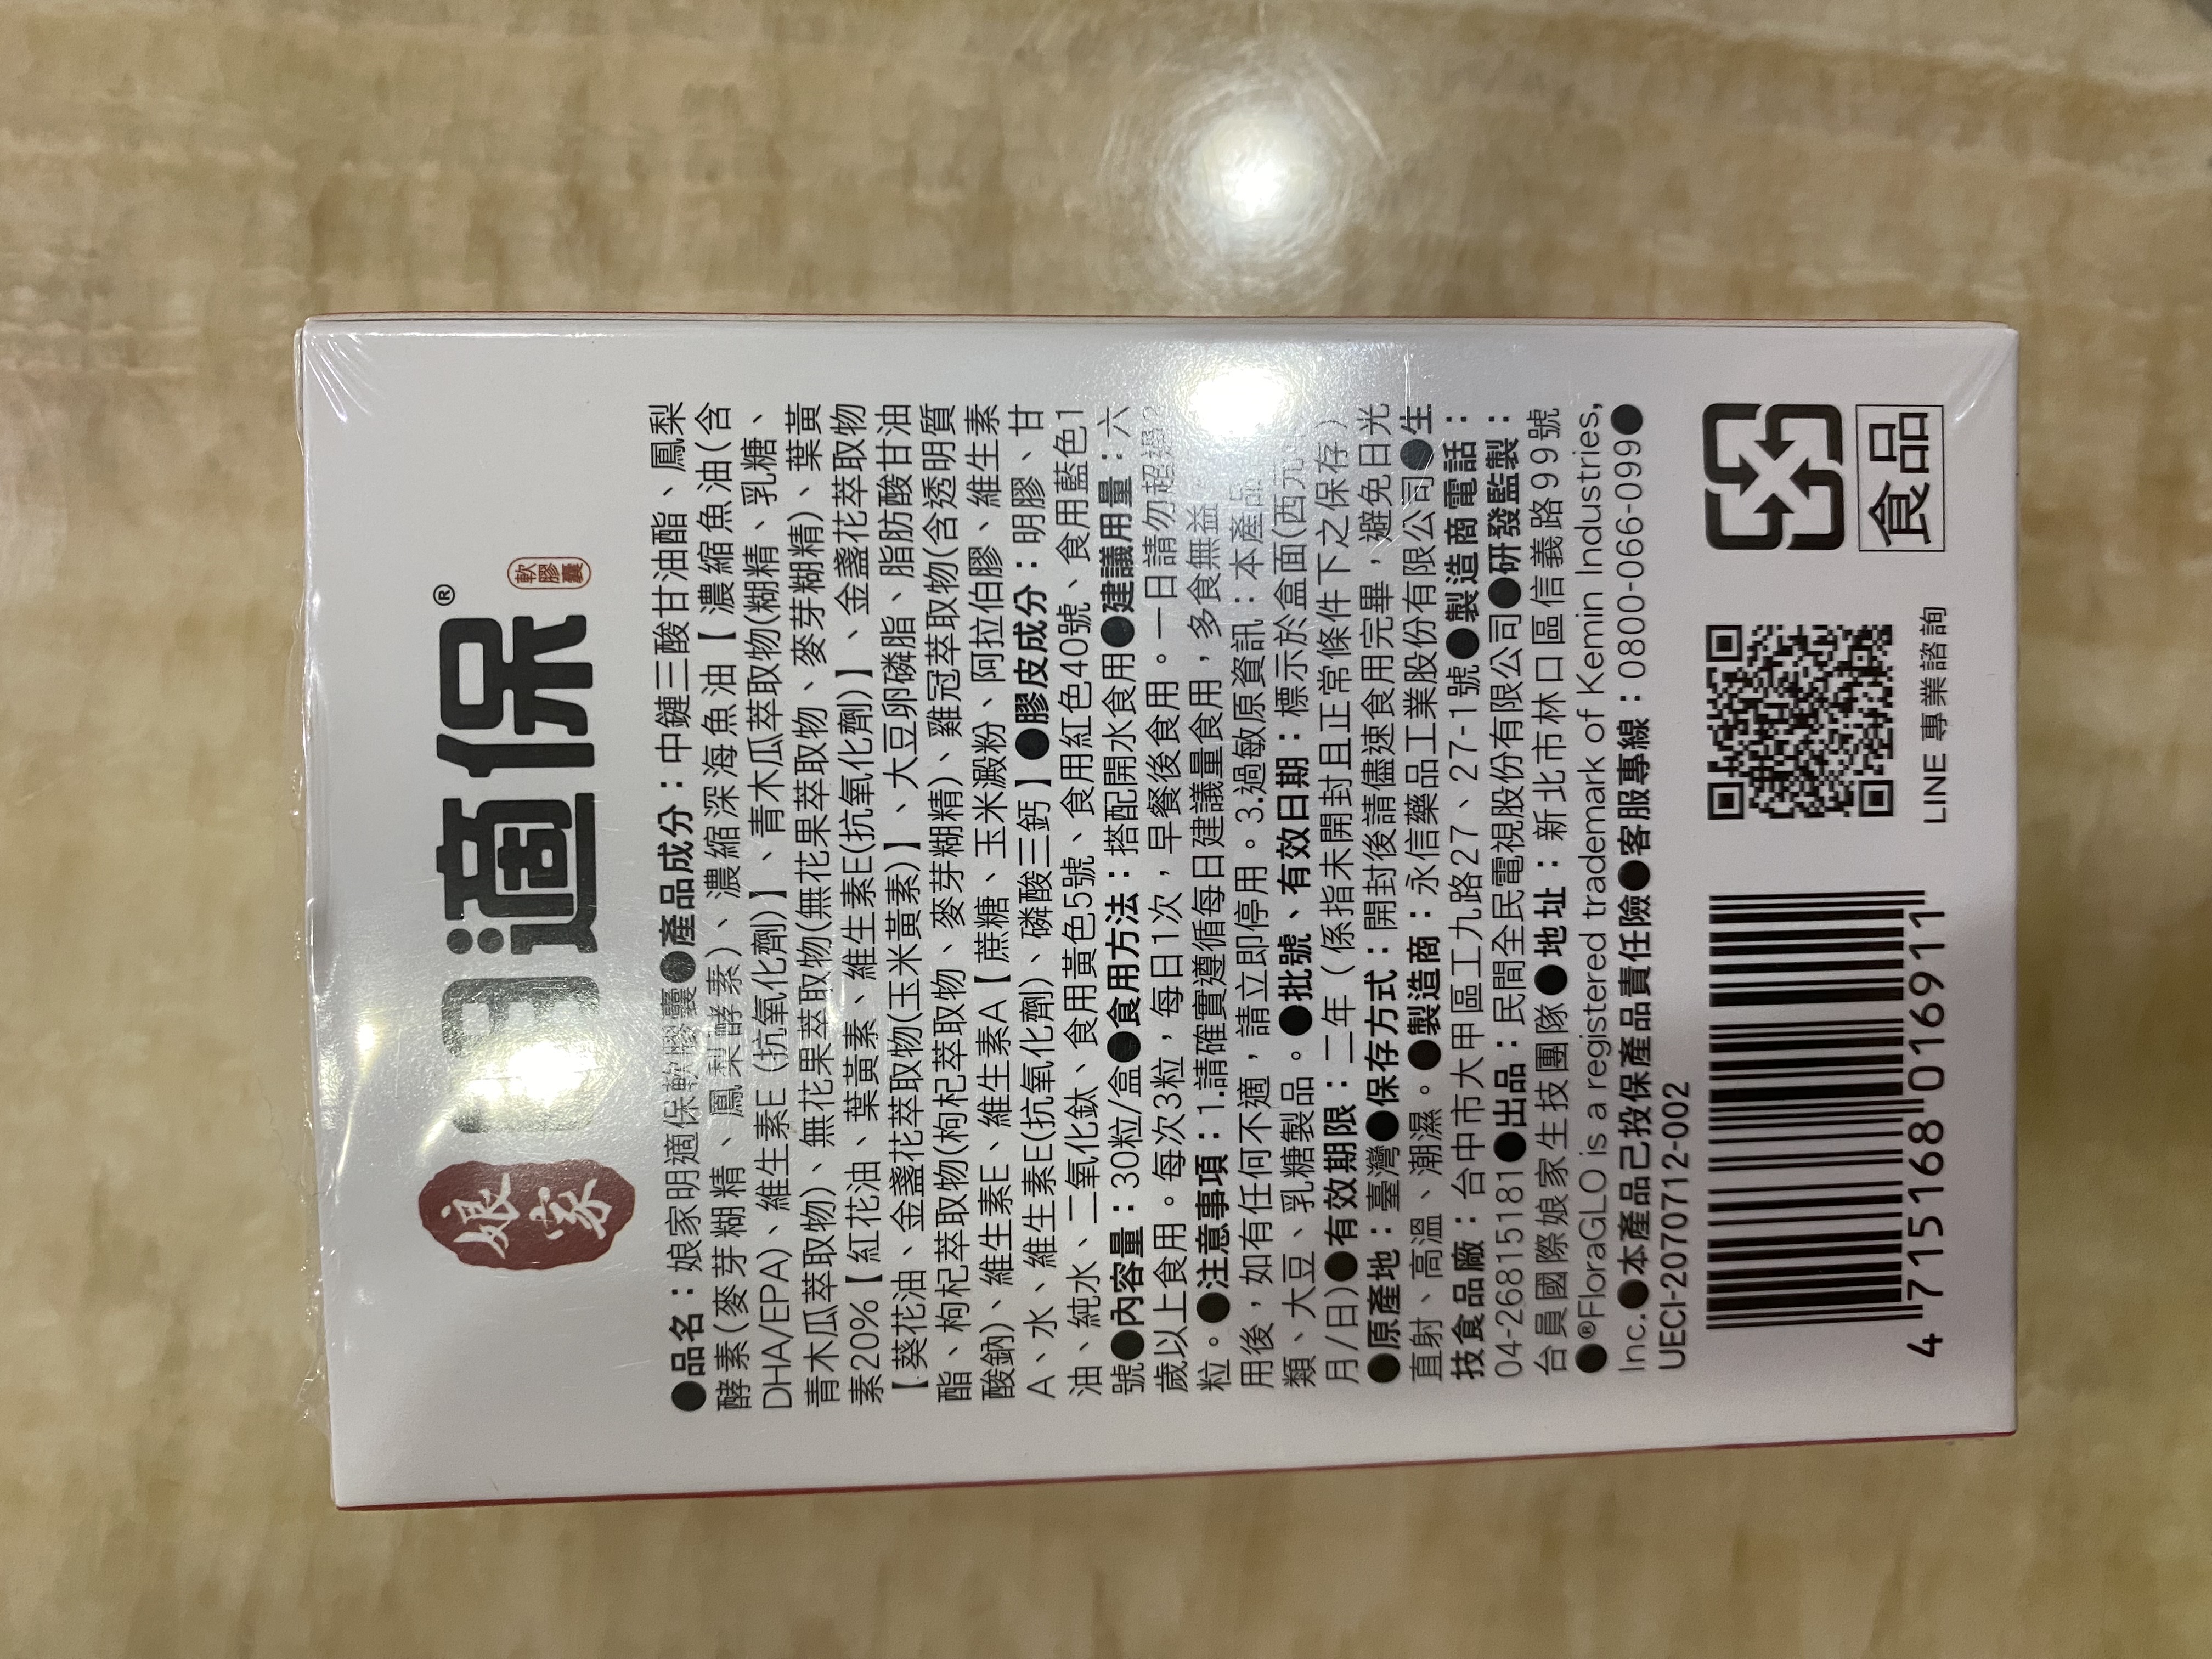 娘家
適保®
軟膠囊
●品名：娘家明適保軟膠囊●產品成分：中鏈三酸甘油酯、鳳梨
酵素(麥芽糊精、鳳梨酵素)、濃縮深海魚油【濃縮魚油(含
DHA/EPA)、維生素E (抗氧化劑)】、青木瓜萃取物(糊精、乳糖、
青木瓜萃取物)、無花果萃取物(無花果萃取物、麥芽糊精)、葉黃
素20%【紅花油、葉黃素、維生素E(抗氧化劑)】、金盞花萃取物
【葵花油、金盞花萃取物(玉米黃素)】、大豆卵磷脂、脂肪酸甘油
酯、枸杞萃取物(枸杞萃取物、麥芽糊精)、雞冠萃取物(含透明質
酸鈉)、維生素E、維生素A【蔗糖、玉米澱粉、阿拉伯膠、維生素
A、水、維生素E(抗氧化劑)、磷酸三鈣】●膠皮成分：明膠、甘
油、純水、二氧化鈦、食用黃色5號、食用紅色40號、食用藍色1
號●內容量：30粒/盒●食用方法：搭配開水食用●建議用量：六
歲以上食用。每次3粒，每日1次，早餐後食用。一日請勿超過
粒。●注意事項：1.請確實遵循每日建議量食用，多食無益
用後，如有任何不適，請立即停用。3.過敏原資訊：本產品
類、大豆、乳糖製品。●批號、有效日期：標示於盒面(西元
月/日)●有效期限：二年（係指未開封且正常條件下之保存）
●原產地：臺灣●保存方式：開封後請儘速食用完畢，避免日光
直射、高溫、潮濕。●製造商：永信藥品工業股份有限公司●生
技食品廠：台中市大甲區工九路27、27-1號●製造商電話：
04-26815181●出品：民間全民電視股份有限公司●研發監製：
台員國際娘家生技團隊●地址：新北市林口區信義路99號
●®FloraGLO is a registered trademark of Kemin Industries,
Inc.●本產品已投保產品責任險●客服專線：0800-066-099●
UECI-2070712-002
4 715168 016911
LINE 專業諮詢
食品